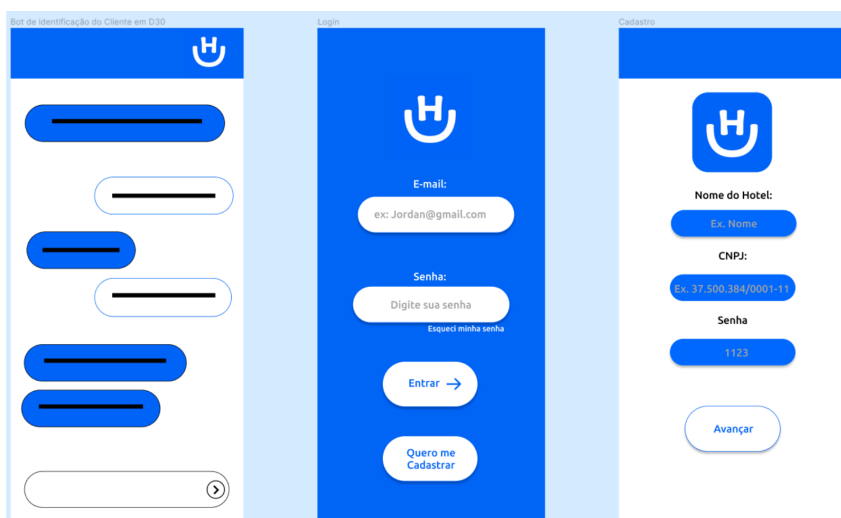 Bot de identificação do Cliente em D30
Login
E-mail:
ex: Jordan@gmail.com
Senha:
Digite sua senha
Esqueci minha senha
Entrar
Quero me
Cadastrar
Cadastro
Nome do Hotel:
Ex. Nome
CNPJ:
Ex. 37.500.384/0001-11
Senha
1123
Avançar